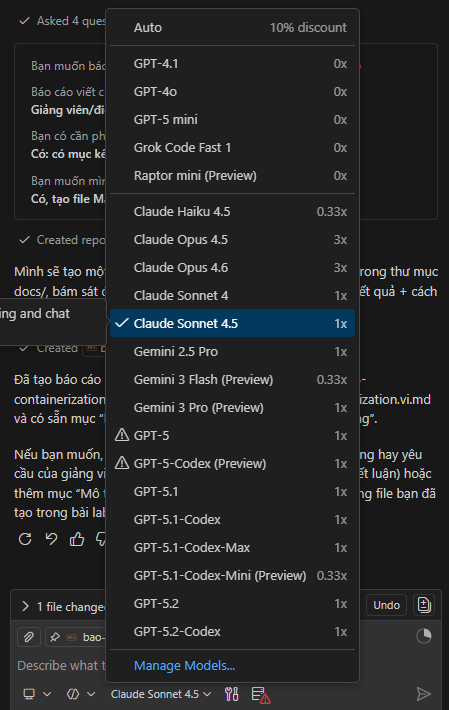 Asked 4 ques
Auto 10% discount
GPT-4.1 0x
GPT-4o 0x
GPT-5 mini 0x
Grok Code Fast 1 0x
Raptor mini (Preview) 0x
Claude Haiku 4.5 0.33x
Claude Opus 4.5 3x
Claude Opus 4.6 3x
Claude Sonnet 4 1x
Claude Sonnet 4.5 1x
Gemini 2.5 Pro 1x
Gemini 3 Flash (Preview) 0.33x
Gemini 3 Pro (Preview) 1x
GPT-5 1x
GPT-5-Codex (Preview) 1x
GPT-5.1 1x
GPT-5.1-Codex 1x
GPT-5.1-Codex-Max 1x
GPT-5.1-Codex-Mini (Preview) 0.33x
GPT-5.2 1x
GPT-5.2-Codex 1x
Manage Models...
Bạn muốn báo
Báo cáo viết c
Giảng viên/điể
Bạn có cần ph
Có: có mục kế
Bạn muốn mìn
Có, tạo file Ma
Created repo
Mình sẽ tạo một rong thư mục
docs/, bám sát c ết quả + cách
ing and chat
Created
Đã tạo báo cáo
containerization ization.vi.md
và có sẵn mục “ ng”.
Nếu bạn muốn, ng hay yêu
cầu của giảng vi ết luận) hoặc
thêm mục “Mô t ng file bạn đã
tạo trong bài lab
1 file changed Undo
bao-
Describe what t
Claude Sonnet 4.5